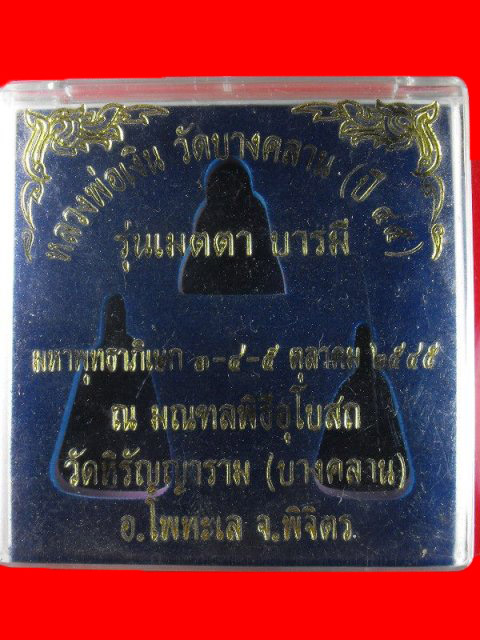 หลวงพ่อเงิน วัดบางคลาน (ปี ๔๕)
รุ่นเมตตา บารมี
มหาพุทธาภิเษก ๓-๔-๕ ตุลาคม ๒๕๔๕
ณ มณฑลพิธีอุโบสถ
วัดหิรัญญาราม (บางคลาน)
อ.โพทะเล จ.พิจิตร